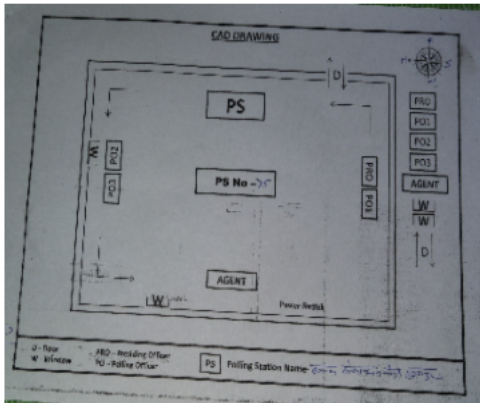 CAD DRAWING
D
PS
PRO
PO1
PO2
PO3
AGENT
W
W
D
W
PO2
PO3
PS No -35
PRO
PO1
AGENT
W
Power Switch
D - Door
W Window
PRO - Presiding Officer
PO - Polling Officer
PS
Polling Station Name